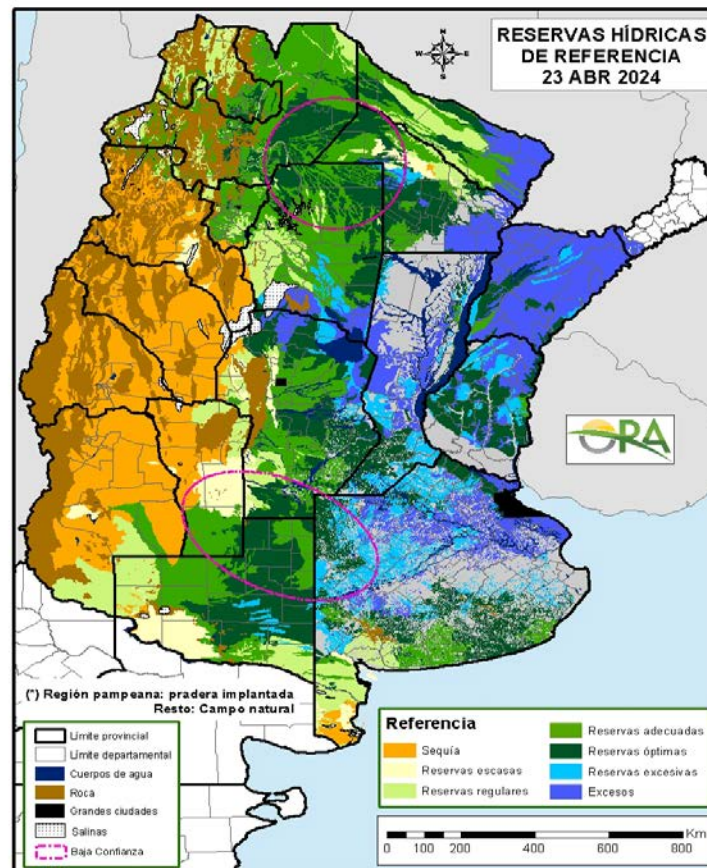 RESERVAS HÍDRICAS
DE REFERENCIA
23 ABR 2024
N
W
E
S
ORA
(*) Región pampeana: pradera implantada
Resto: Campo natural
Límite provincial
Límite departamental
Cuerpos de agua
Roca
Grandes ciudades
Salinas
Baja Confianza
Referencia
Sequía
Reservas escasas
Reservas regulares
Reservas adecuadas
Reservas óptimas
Reservas excesivas
Excesos
Km
0 100 200 400 600 800